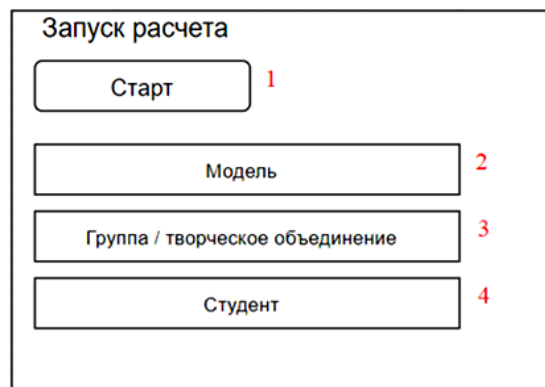 Запуск расчета
Старт 1
Модель 2
Группа / творческое объединение 3
Студент 4